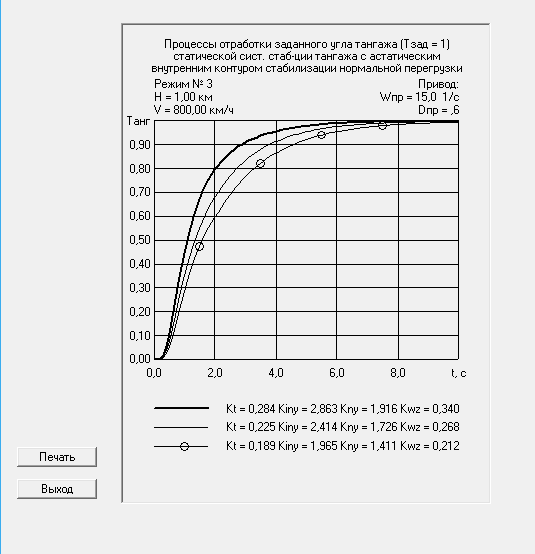 Процессы отработки заданного угла тангажа (Тзад = 1)
статической сист. стаб-ции тангажа с астатическим
внутренним контуром стабилизации нормальной перегрузки
Режим № 3 Привод:
H = 1,00 км Wпр = 15,0 1/с
V = 800,00 км/ч Dпр = ,6
Танг
0,90
0,80
0,70
0,60
0,50
0,40
0,30
0,20
0,10
0,00
0,0 2,0 4,0 6,0 8,0 t, с
Kt = 0,284 Kiny = 2,863 Kny = 1,916 Kwz = 0,340
Kt = 0,225 Kiny = 2,414 Kny = 1,726 Kwz = 0,268
Kt = 0,189 Kiny = 1,965 Kny = 1,411 Kwz = 0,212
Печать
Выход